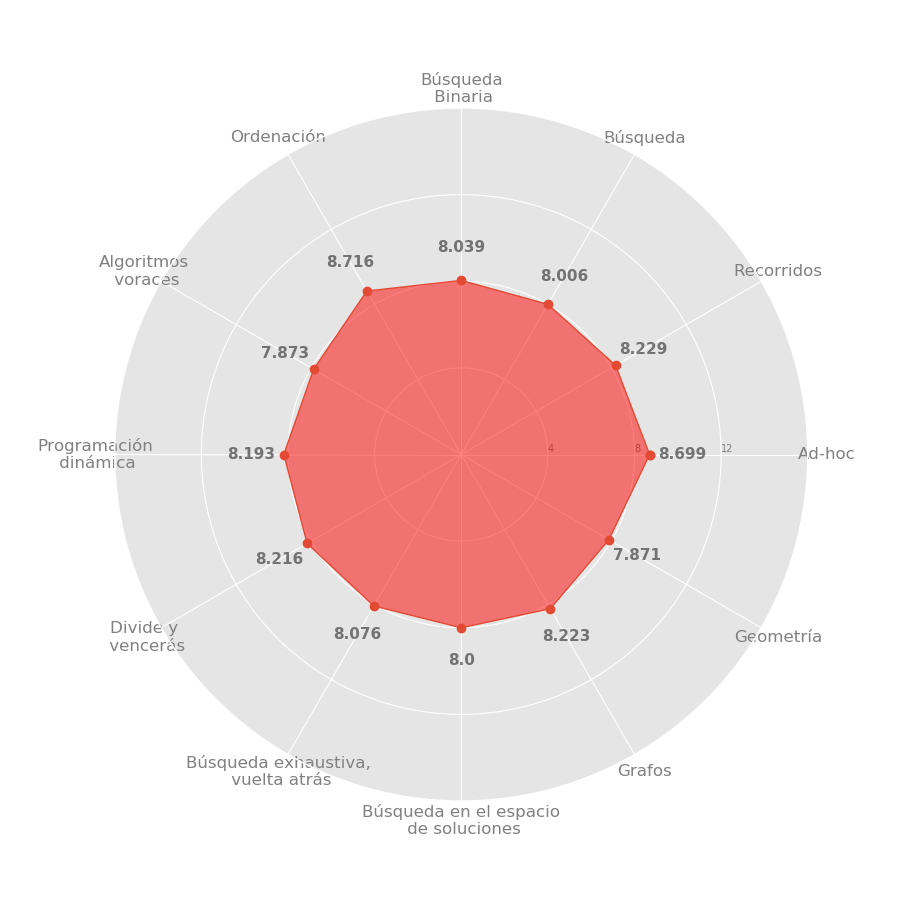 Búsqueda
Binaria
Ordenación
Búsqueda
Algoritmos
voraces
Recorridos
8.039
8.716
8.006
7.873
8.229
Programación
dinámica
8.193
4
8
12
8.699
Ad-hoc
8.216
7.871
Divide y
vencerás
Geometría
8.076
8.223
8.0
Búsqueda exhaustiva,
vuelta atrás
Grafos
Búsqueda en el espacio
de soluciones